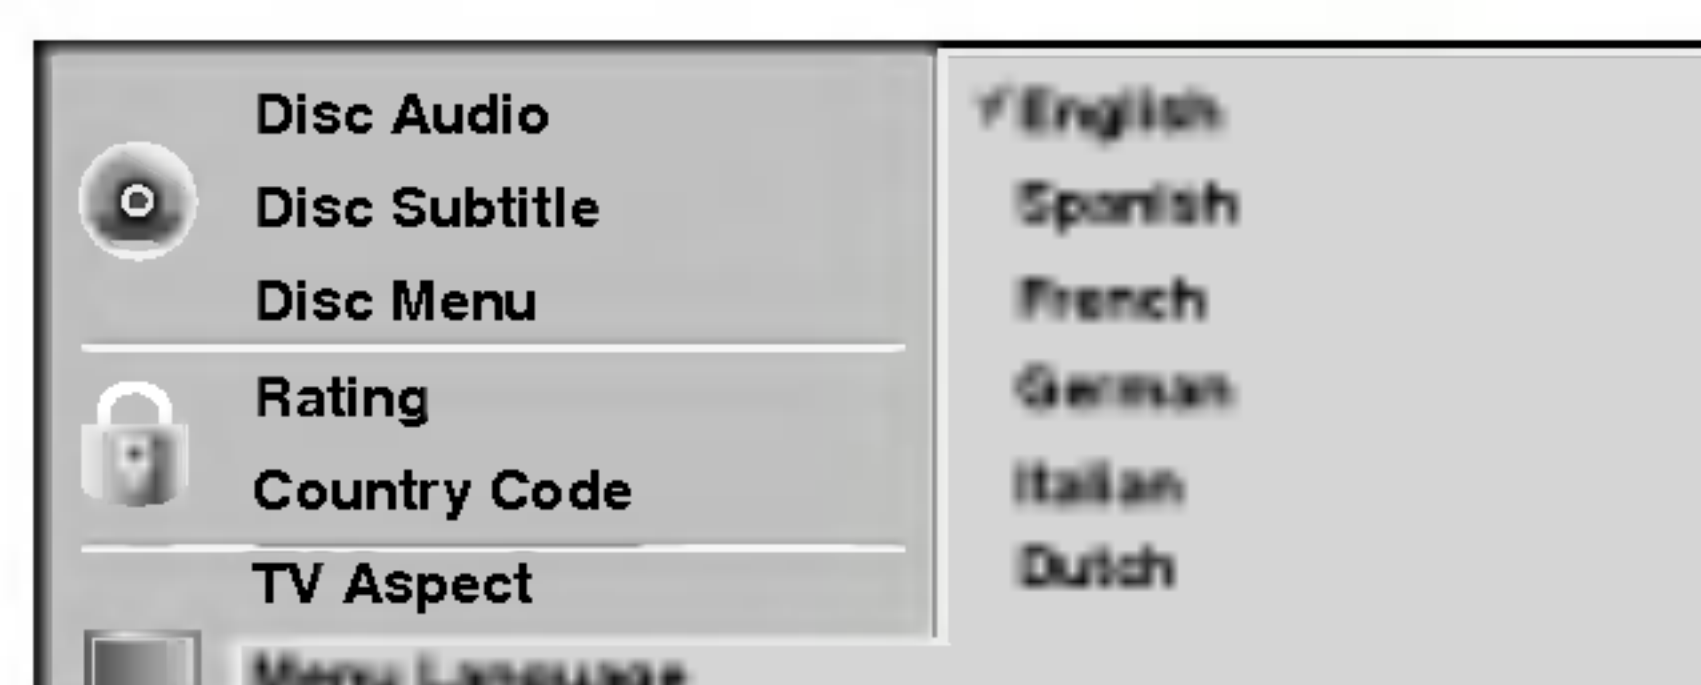 Disc Audio
Disc Subtitle
Disc Menu
Rating
Country Code
TV Aspect
Menu Language
✓English
Spanish
French
German
Italian
Dutch